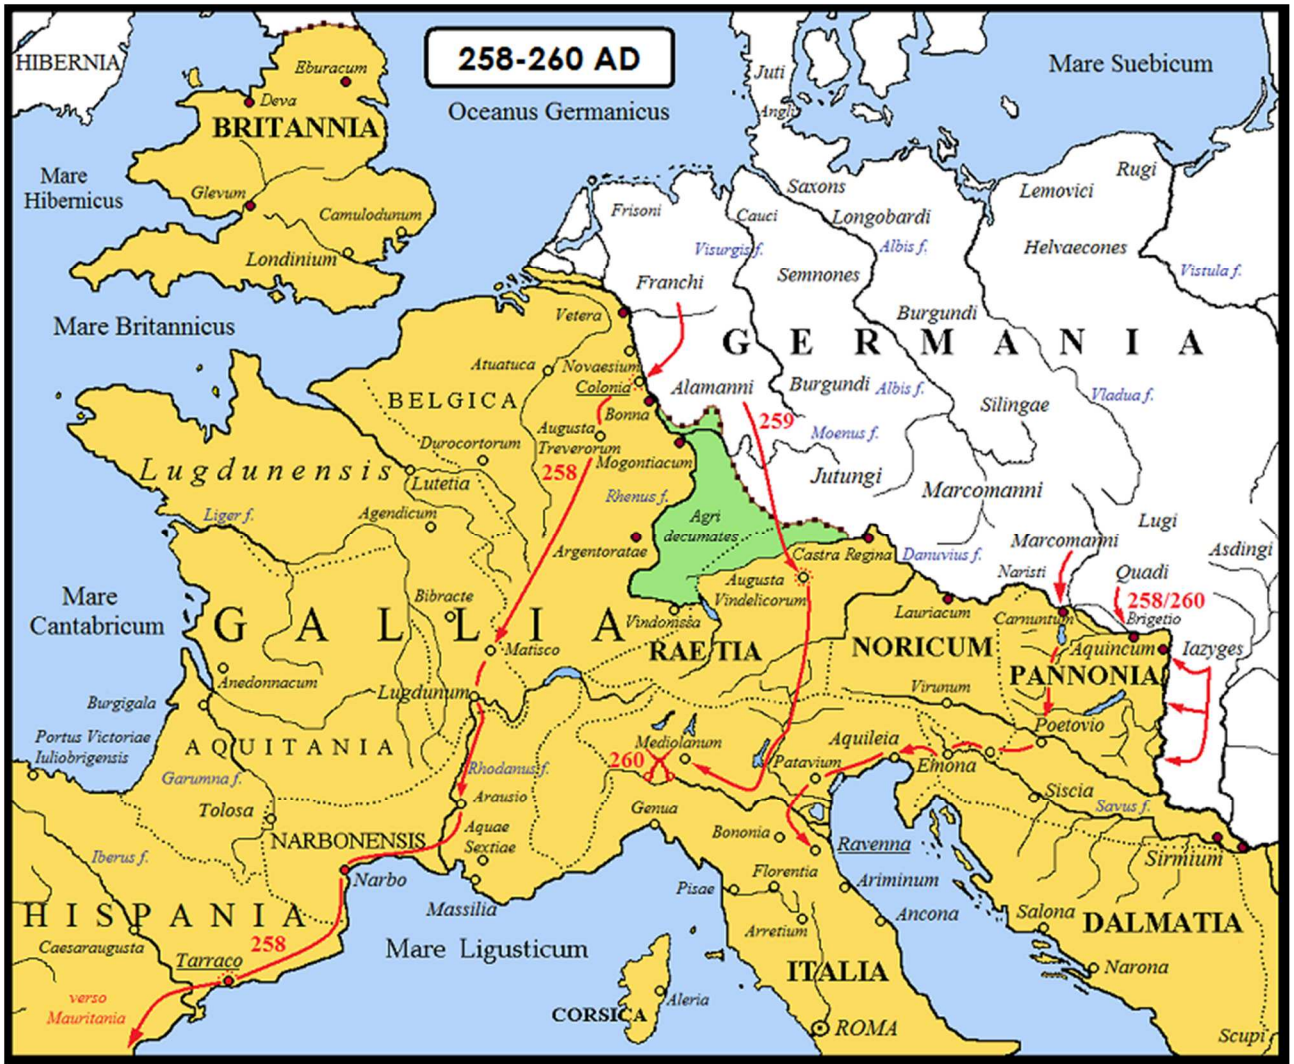 258-260 AD
HIBERNIA
Eburacum
Deva
BRITANNIA
Oceanus Germanicus
Juti
Angli
Mare Suebicum
Mare
Hibernicus
Glevum
Camulodunum
Londinium
Frisoni
Cauci
Saxons
Longobardi
Lemovici
Rugi
Visurgis f.
Albis f.
Helvaecones
Vistula f.
Franchi
Semnones
Mare Britannicus
Vetera
Burgundi
GERMANIA
Atuatuca
Novaesium
Colonia
Alamanni
Burgundi
Albis f.
Vladua f.
BELGICA
Bonna
259
Silingae
Augusta
Treverorum
Moenus f.
Durocortorum
Mogontiacum
Lugdunensis
258
Jutungi
Lutetia
Rhenus f.
Marcomanni
Liger f.
Agendicum
Agri
decumates
Lugi
Argentoratae
Castra Regina
Danuvius f.
Marcomanni
Asdingi
Naristi
Quadi
Mare
Cantabricum
Bibracte
Augusta
Vindelicorum
258/260
Lauriacum
Carnuntum
Brigetio
GALLIA
Vindonissa
Matisco
RAETIA
NORICUM
Aquincum
Iazyges
PANNONIA
Anedonnacum
Lugdunum
Virunum
Burgigala
Poetovio
Portus Victoriae
Iuliobrigensis
AQUITANIA
Mediolanum
Aquileia
260
Patavium
Emona
Garumna f.
Rhodanus f.
Arausio
Siscia
Savus f.
Tolosa
Genua
NARBONENSIS
Aquae
Sextiae
Bononia
Ravenna
Sirmium
Iberus f.
Florentia
Narbo
Pisae
Ariminum
Massilia
HISPANIA
Arretium
Ancona
Salona
DALMATIA
Caesaraugusta
258
Mare Ligusticum
Tarraco
Narona
ITALIA
verso
Mauritania
Aleria
CORSICA
ROMA
Scupi